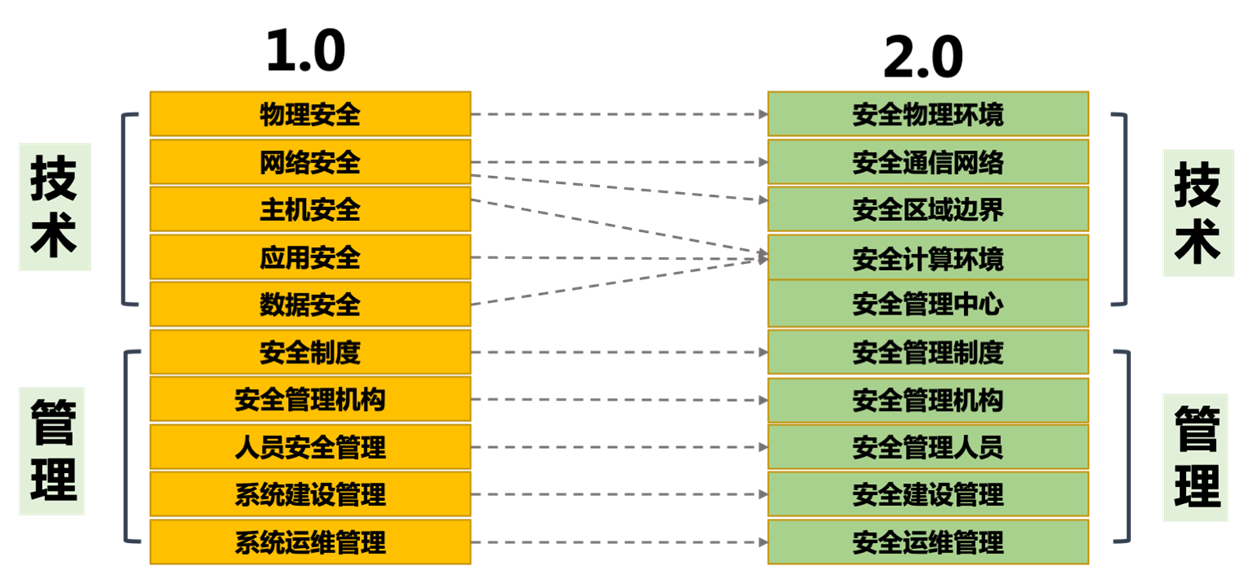 1.0
2.0
技术
物理安全
安全物理环境
网络安全
安全通信网络
主机安全
安全区域边界
应用安全
安全计算环境
数据安全
安全管理中心
技术
管理
安全制度
安全管理制度
安全管理机构
安全管理机构
人员安全管理
安全管理人员
系统建设管理
安全建设管理
系统运维管理
安全运维管理
管理